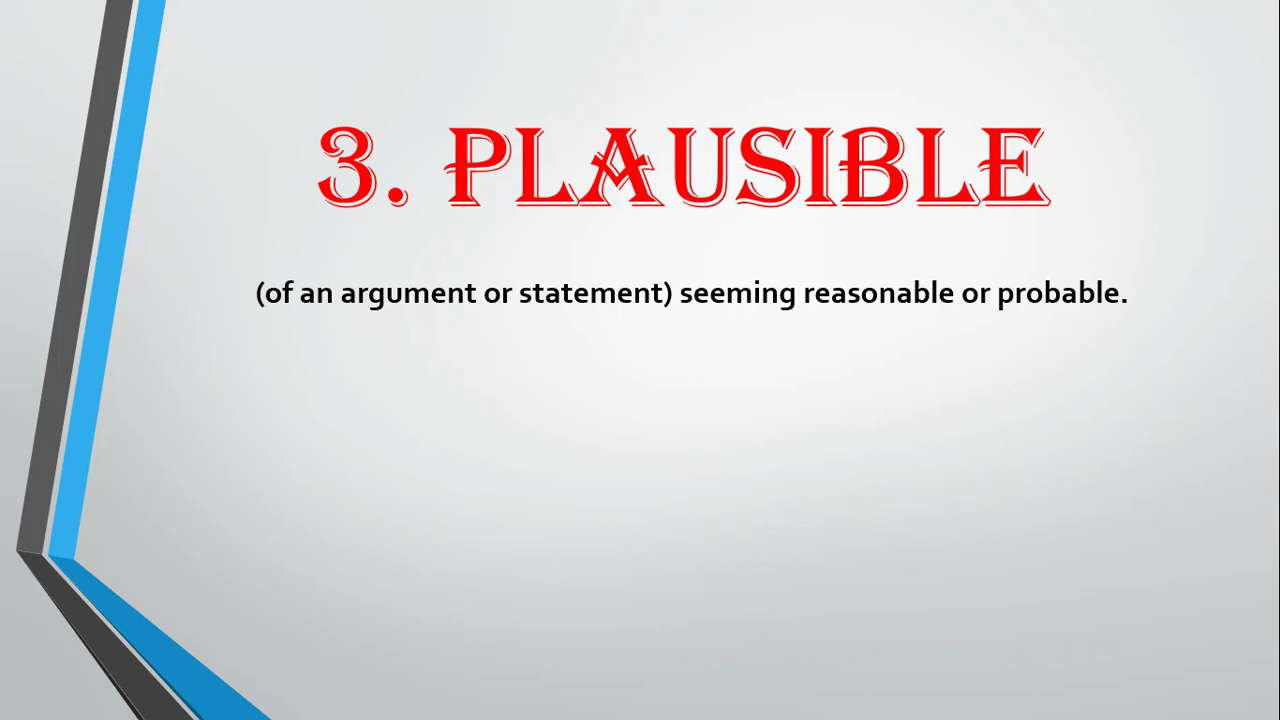 3. PLAUSIBLE
(of an argument or statement) seeming reasonable or probable.